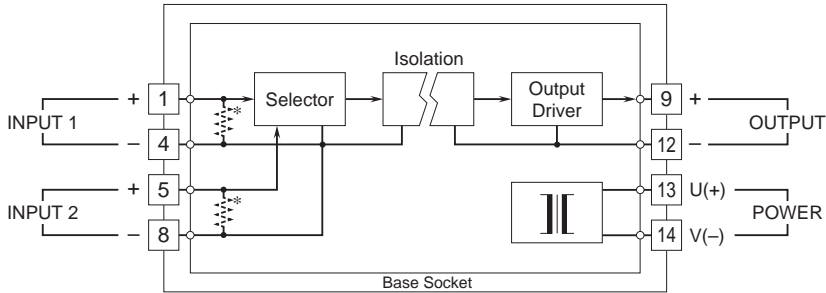 Isolation
INPUT 1
+ 1
– 4
*
Selector
Output
Driver
9 +
12 –
OUTPUT
INPUT 2
+ 5
– 8
*
13 U(+)
14 V(–)
POWER
Base Socket